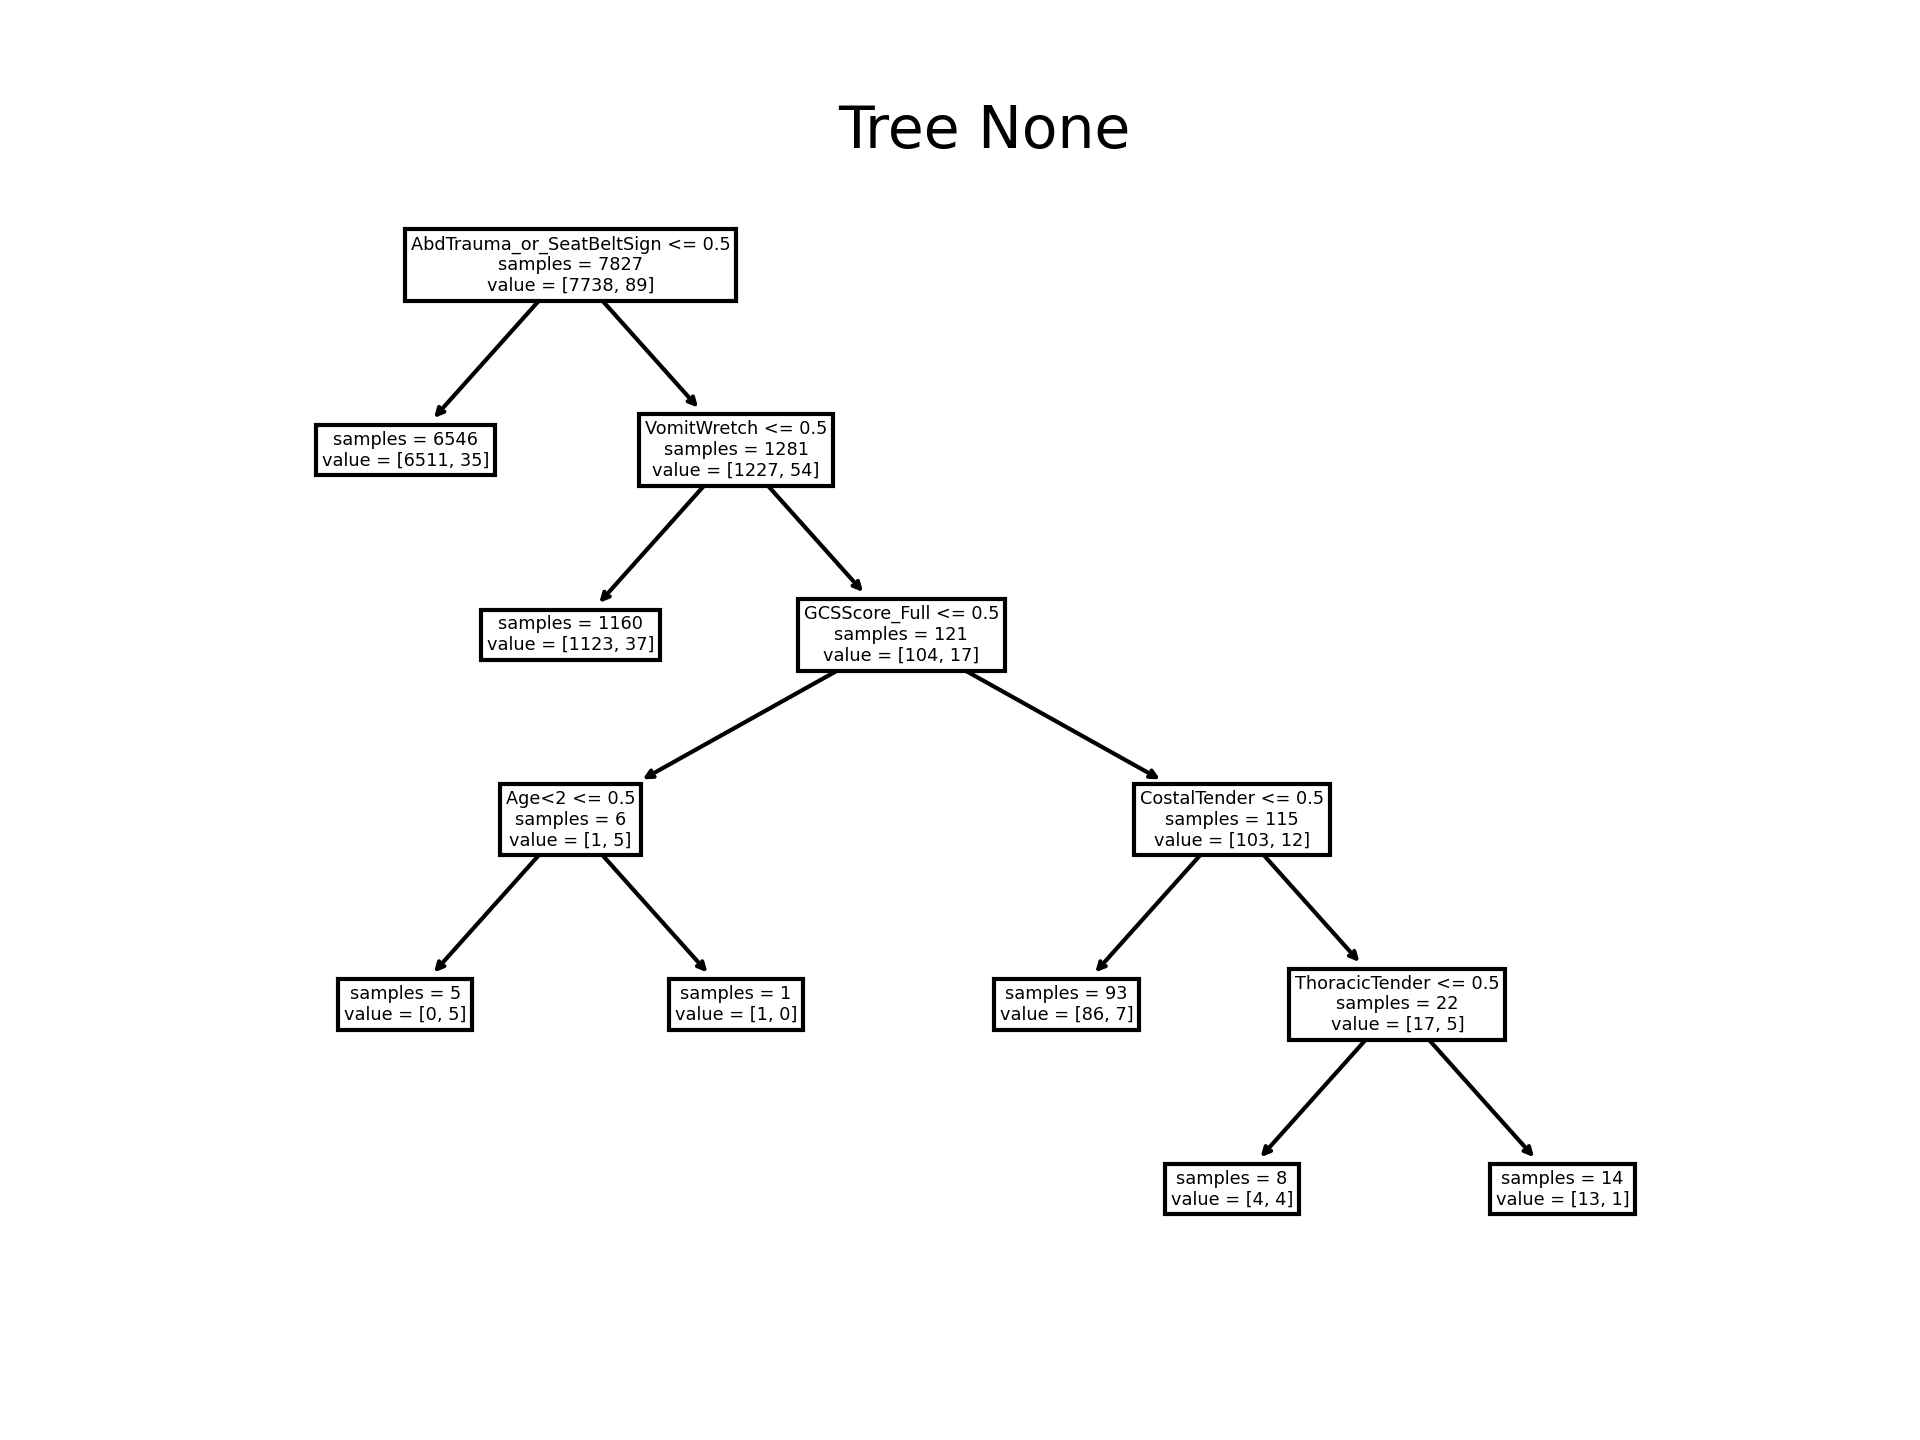 Tree None
AbdTrauma_or_SeatBeltSign <= 0.5
samples = 7827
value = [7738, 89]
samples = 6546
value = [6511, 35]
VomitWretch <= 0.5
samples = 1281
value = [1227, 54]
samples = 1160
value = [1123, 37]
GCSScore_Full <= 0.5
samples = 121
value = [104, 17]
Age<2 <= 0.5
samples = 6
value = [1, 5]
CostalTender <= 0.5
samples = 115
value = [103, 12]
samples = 5
value = [0, 5]
samples = 1
value = [1, 0]
samples = 93
value = [86, 7]
ThoracicTender <= 0.5
samples = 22
value = [17, 5]
samples = 8
value = [4, 4]
samples = 14
value = [13, 1]